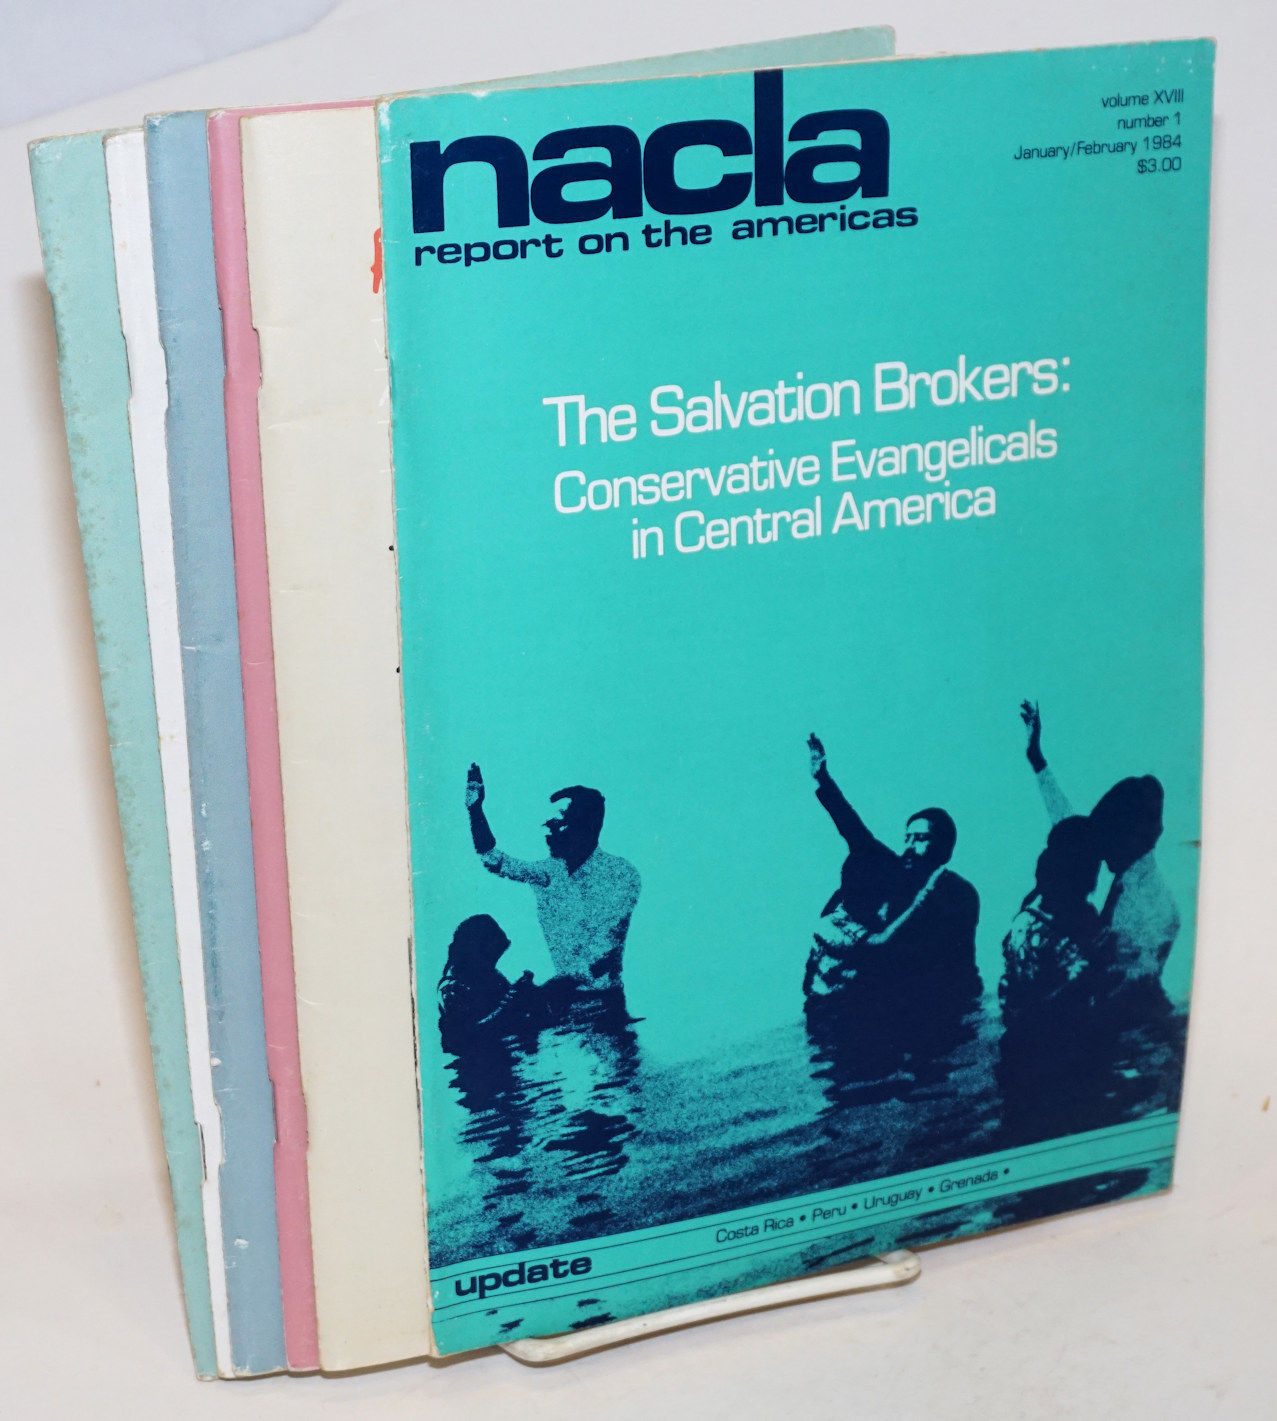 nacla
report on the americas
volume XVIII
number 1
January/February 1984
$3.00
The Salvation Brokers:
Conservative Evangelicals
in Central America
update
Costa Rica • Peru • Uruguay • Grenada •